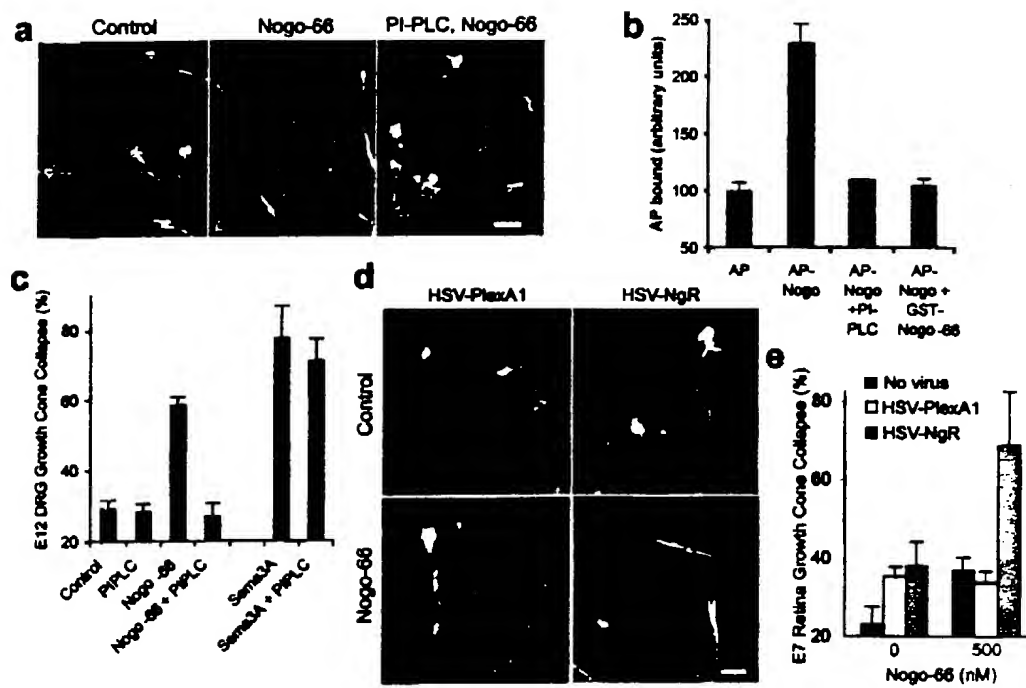 a
Control
Nogo-66
PI-PLC, Nogo-66
b
AP bound (arbitrary units)
250
200
150
100
50
AP
AP-
Nogo
AP-
Nogo
+PI-
PLC
AP-
Nogo +
GST-
Nogo-66
c
E12 DRG Growth Cone Collapse (%)
80
60
40
20
Control
PIPLC
Nogo -66
Nogo -66 + PIPLC
Sema3A
Sema3A + PIPLC
d
HSV-PlexA1
HSV-NgR
Control
Nogo-66
e
E7 Retina Growth Cone Collapse (%)
80
60
40
20
No virus
HSV-PlexA1
HSV-NgR
0
500
Nogo-66 (nM)